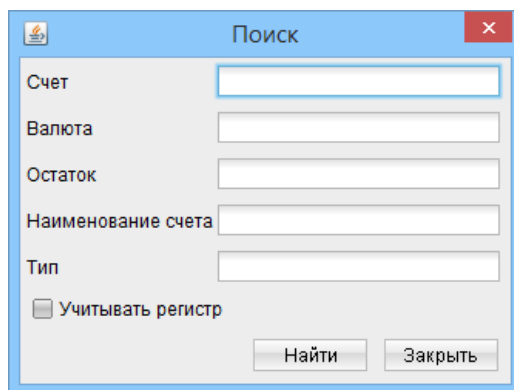 Поиск
Счет
Валюта
Остаток
Наименование счета
Тип
Учитывать регистр
Найти Закрыть